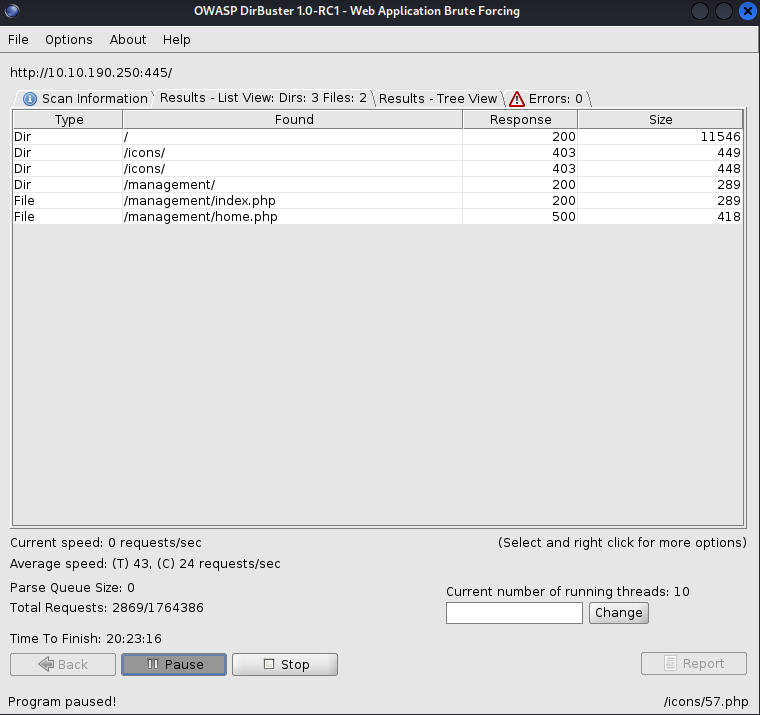 OWASP DirBuster 1.0-RC1 - Web Application Brute Forcing
File Options About Help
http://10.10.190.250:445/
Scan Information Results - List View: Dirs: 3 Files: 2 Results - Tree View Errors: 0
Type Found Response Size
Dir / 200 11546
Dir /icons/ 403 449
Dir /icons/ 403 448
Dir /management/ 200 289
File /management/index.php 200 289
File /management/home.php 500 418
Current speed: 0 requests/sec (Select and right click for more options)
Average speed: (T) 43, (C) 24 requests/sec
Parse Queue Size: 0
Current number of running threads: 10
Total Requests: 2869/1764386
Change
Time To Finish: 20:23:16
Back Pause Stop Report
Program paused! /icons/57.php